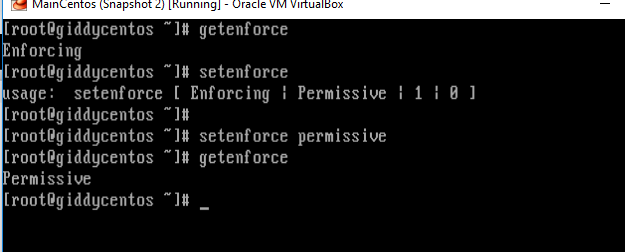 MainCentos (Snapshot 2) [Running] - Oracle VM VirtualBox
[root@giddycentos ~]# getenforce
Enforcing
[root@giddycentos ~]# setenforce
usage:  setenforce [ Enforcing | Permissive | 1 | 0 ]
[root@giddycentos ~]#
[root@giddycentos ~]# setenforce permissive
[root@giddycentos ~]# getenforce
Permissive
[root@giddycentos ~]# _